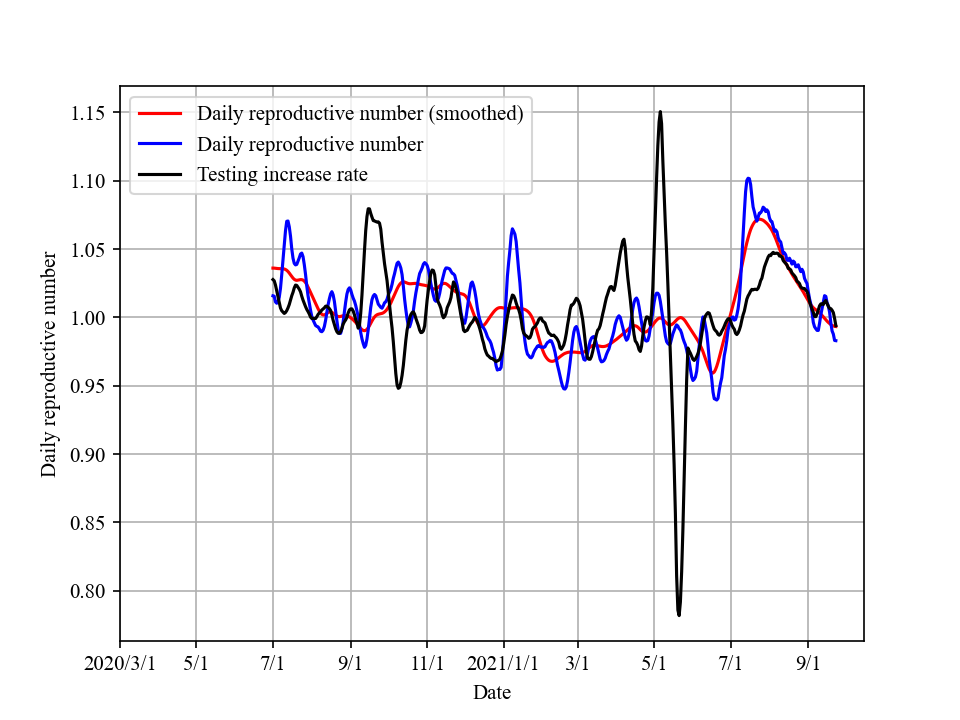 Daily reproductive number (smoothed)
Daily reproductive number
Testing increase rate
Daily reproductive number
1.15
1.10
1.05
1.00
0.95
0.90
0.85
0.80
2020/3/1 5/1 7/1 9/1 11/1 2021/1/1 3/1 5/1 7/1 9/1
Date